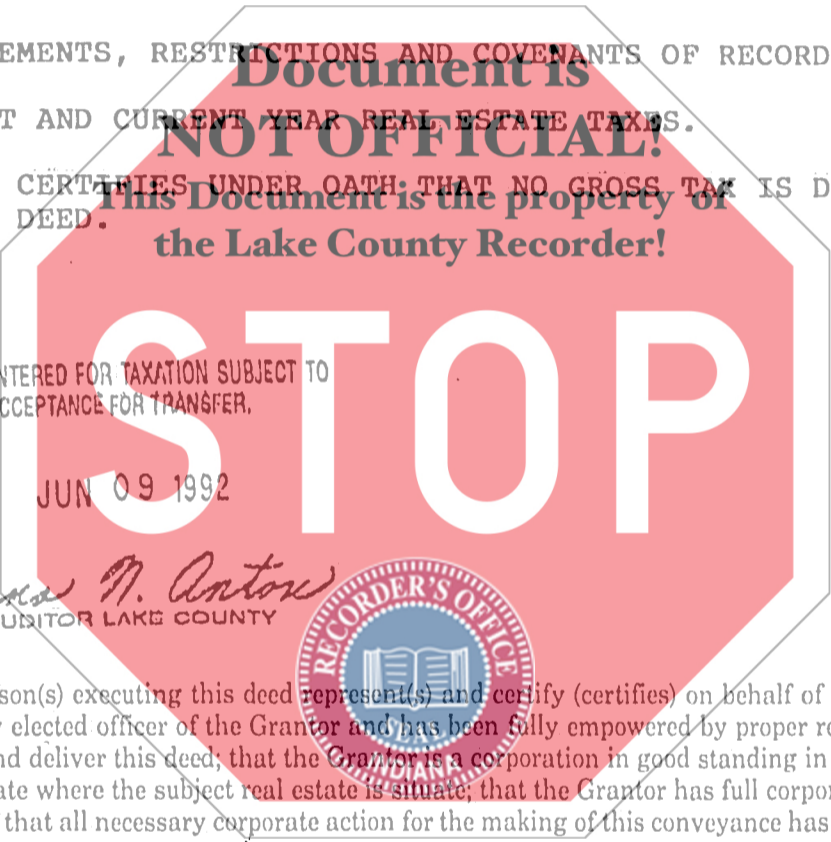 EMENTS, RESTRICTIONS AND COVENANTS OF RECORD
Document is
T AND CURRENT YEAR REAL ESTATE TAXES.
NOT OFFICIAL!
CERTIFIES UNDER OATH THAT NO GROSS TAX IS D
This Document is the property of
DEED.
the Lake County Recorder!
STOP
NTERED FOR TAXATION SUBJECT TO
CCEPTANCE FOR TRANSFER.
JUN 09 1992
N. Anton
UDITOR LAKE COUNTY
RECORDER'S OFFICE
SEAL
INDIANA
son(s) executing this deed represent(s) and certify (certifies) on behalf of
elected officer of the Grantor and has been fully empowered by proper re
nd deliver this deed; that the Grantor is a corporation in good standing in
ate where the subject real estate is situate; that the Grantor has full corpor
that all necessary corporate action for the making of this conveyance has